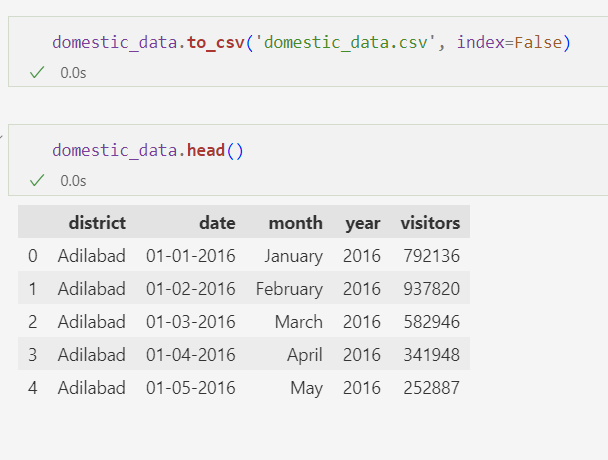 domestic_data.to_csv('domestic_data.csv', index=False)
0.0s
domestic_data.head()
0.0s
district date month year visitors
0 Adilabad 01-01-2016 January 2016 792136
1 Adilabad 01-02-2016 February 2016 937820
2 Adilabad 01-03-2016 March 2016 582946
3 Adilabad 01-04-2016 April 2016 341948
4 Adilabad 01-05-2016 May 2016 252887